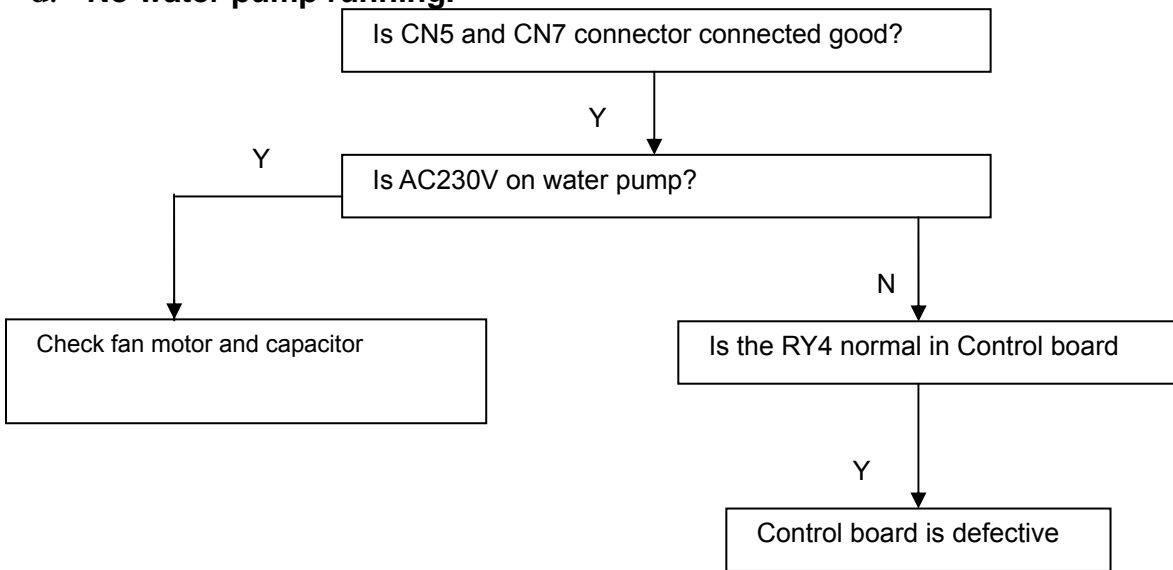 d. No water pump running.
Is CN5 and CN7 connector connected good?
Y
Y
Is AC230V on water pump?
N
Check fan motor and capacitor
Is the RY4 normal in Control board
Y
Control board is defective